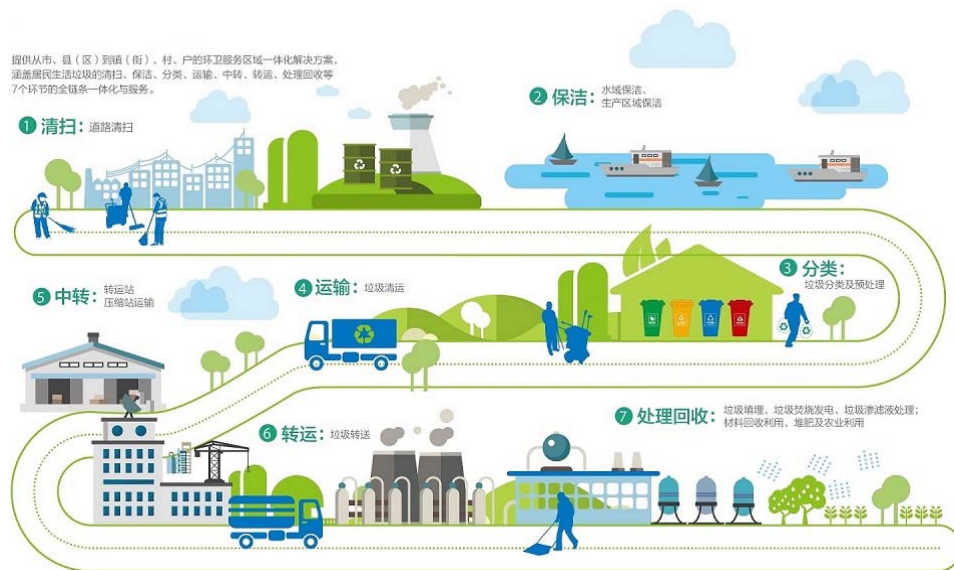 提供从市、县（区）到镇（街）、村、户的环卫服务区域一体化解决方案，
涵盖居民生活垃圾的清扫、保洁、分类、运输、中转、转运、处理回收等
7个环节的全链条一体化与服务。
1 清扫：道路清扫
2 保洁：水域保洁、
生产区域保洁
3 分类：
垃圾分类及预处理
4 运输：垃圾清运
5 中转：转运站
压缩站运输
6 转运：垃圾转送
7 处理回收：垃圾填埋、垃圾焚烧发电、垃圾渗滤液处理；
材料回收利用、堆肥及农业利用